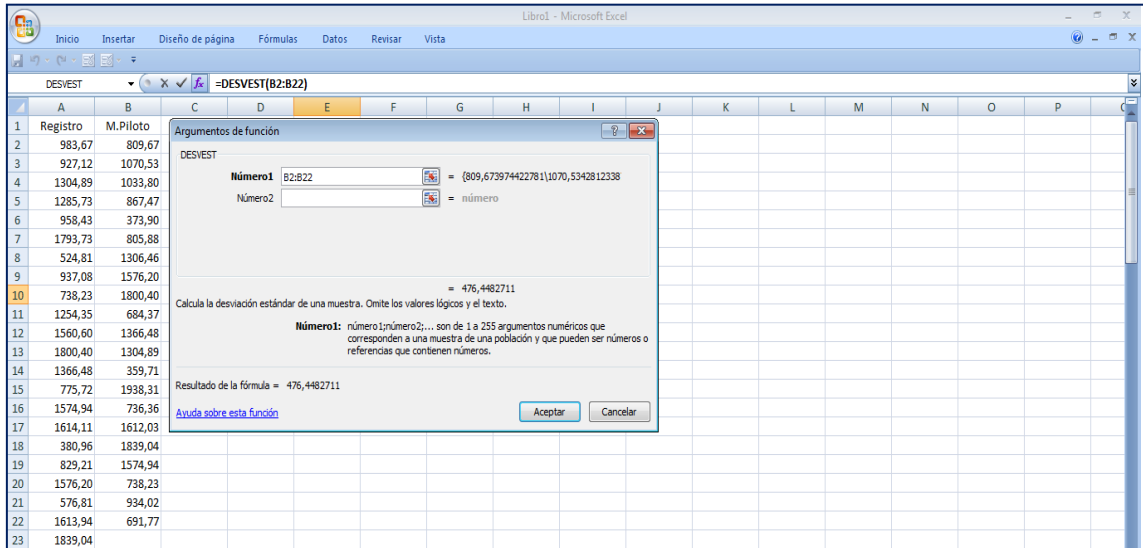 Libro1 - Microsoft Excel
Inicio Insertar Diseño de página Fórmulas Datos Revisar Vista
DESVEST fx =DESVEST(B2:B22)
A B C D E F G H I J K L M N O P
1 Registro M.Piloto
2 983,67 809,67
3 927,12 1070,53
4 1304,89 1033,80
5 1285,73 867,47
6 958,43 373,90
7 1793,73 805,88
8 524,81 1306,46
9 937,08 1576,20
10 738,23 1800,40
11 1254,35 684,37
12 1560,60 1366,48
13 1800,40 1304,89
14 1366,48 359,71
15 775,72 1938,31
16 1574,94 736,36
17 1614,11 1612,03
18 380,96 1839,04
19 829,21 1574,94
20 1576,20 738,23
21 576,81 934,02
22 1613,94 691,77
23 1839,04
Argumentos de función
DESVEST
Número1 B2:B22 = {809,673974422781\1070,5342812338
Número2 = número
= 476,4482711
Calcula la desviación estándar de una muestra. Omite los valores lógicos y el texto.
Número1: número1;número2;... son de 1 a 255 argumentos numéricos que
corresponden a una muestra de una población y que pueden ser números o
referencias que contienen números.
Resultado de la fórmula = 476,4482711
Ayuda sobre esta función Aceptar Cancelar